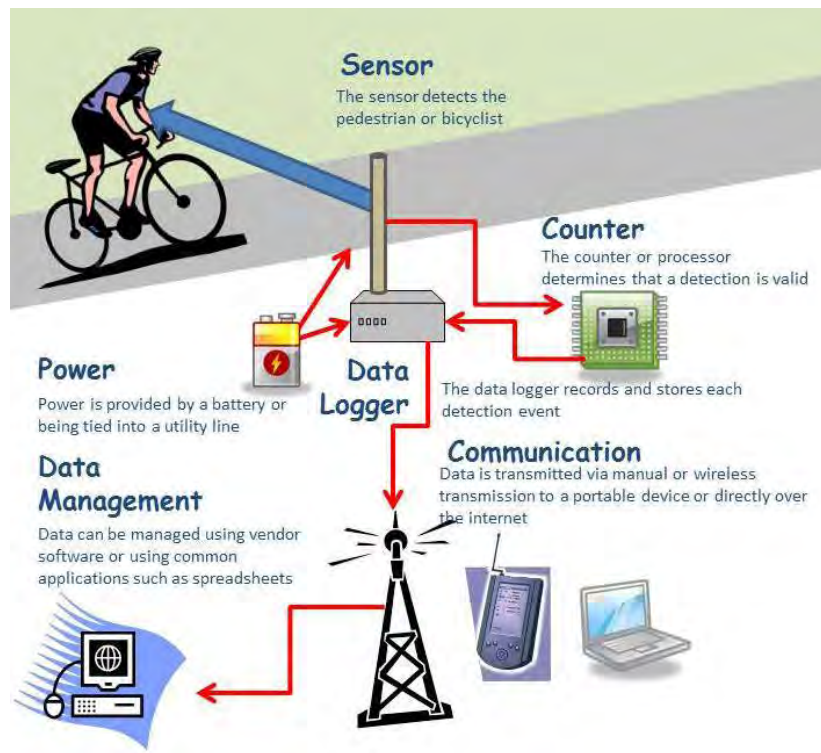 Sensor
The sensor detects the
pedestrian or bicyclist
Counter
The counter or processor
determines that a detection is valid
Power
Power is provided by a battery or
being tied into a utility line
Data
Logger
The data logger records and stores each
detection event
Data
Management
Data can be managed using vendor
software or using common
applications such as spreadsheets
Communication
Data is transmitted via manual or wireless
transmission to a portable device or directly over
the internet